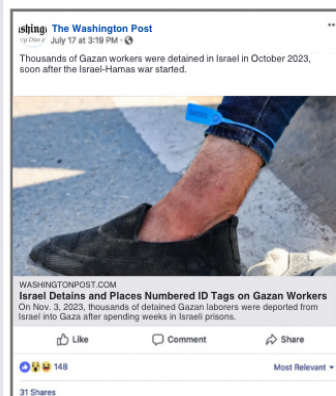 The Washington Post
July 17 at 3:19 PM ·
Thousands of Gazan workers were detained in Israel in October 2023,
soon after the Israel-Hamas war started.
WASHINGTONPOST.COM
Israel Detains and Places Numbered ID Tags on Gazan Workers
On Nov. 3, 2023, thousands of detained Gazan laborers were deported from
Israel into Gaza after spending weeks in Israeli prisons.
Like Comment Share
148 Most Relevant
31 Shares